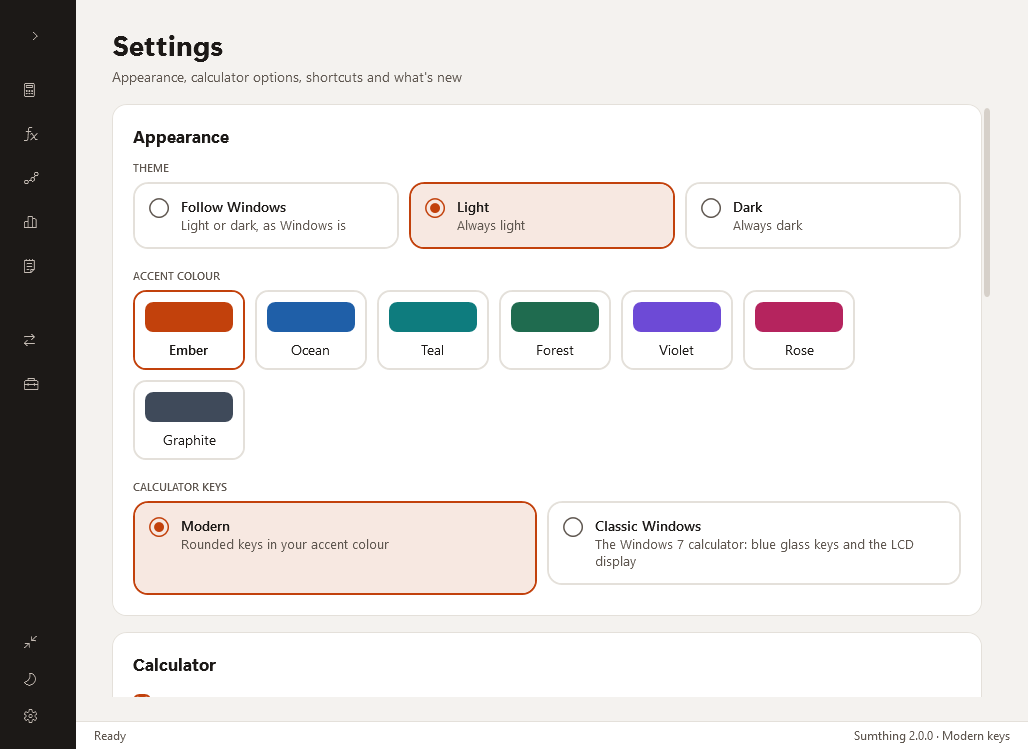 Settings
Appearance, calculator options, shortcuts and what's new
Appearance
THEME
Follow Windows
Light or dark, as Windows is
Light
Always light
Dark
Always dark
ACCENT COLOUR
Ember
Ocean
Teal
Forest
Violet
Rose
Graphite
CALCULATOR KEYS
Modern
Rounded keys in your accent colour
Classic Windows
The Windows 7 calculator: blue glass keys and the LCD
display
Calculator
Ready
Sumthing 2.0.0 · Modern keys